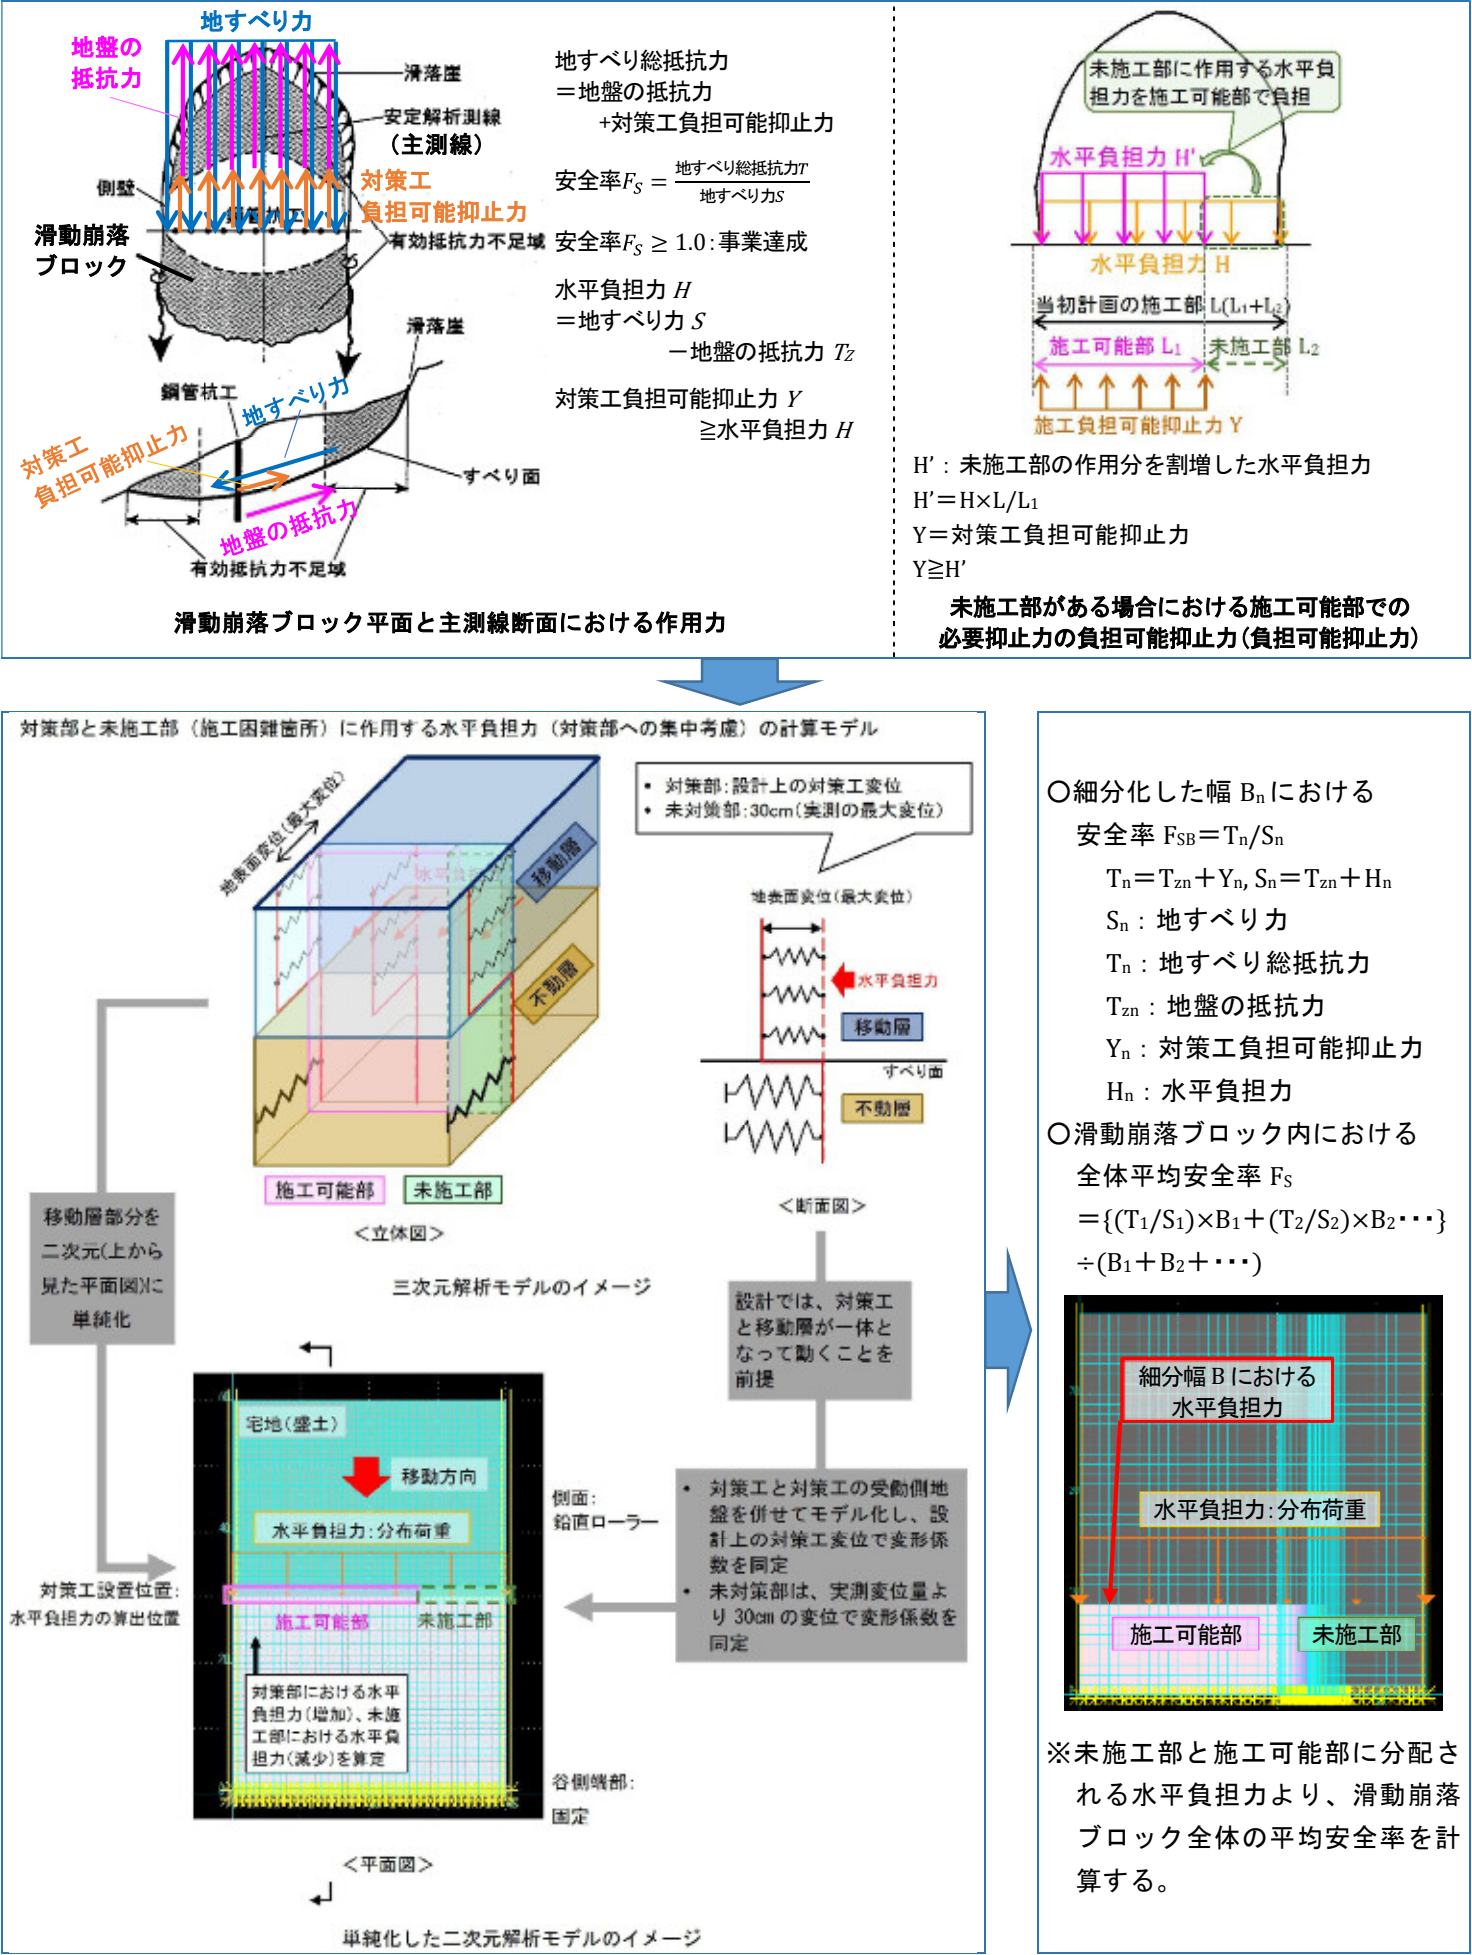 地すべり力
地盤の
抵抗力
滑落崖
安定解析測線
（主測線）
側壁
対策工
負担可能抑止力
鋼管杭工
有効抵抗力不足域
滑動崩落
ブロック
滑落崖
鋼管杭工
地すべり力
対策工
負担可能抑止力
すべり面
地盤の抵抗力
有効抵抗力不足域
滑動崩落ブロック平面と主測線断面における作用力
地すべり総抵抗力
＝地盤の抵抗力
+対策工負担可能抑止力
安全率F_S = 地すべり総抵抗力T / 地すべり力S
安全率F_S ≥ 1.0：事業達成
水平負担力 H
＝地すべり力 S
－地盤の抵抗力 Tz
対策工負担可能抑止力 Y
≧水平負担力 H
未施工部に作用する水平負
担力を施工可能部で負担
水平負担力 H'
水平負担力 H
当初計画の施工部 L(L₁+L₂)
施工可能部 L₁
未施工部 L₂
施工負担可能抑止力 Y
H'：未施工部の作用分を割増した水平負担力
H'＝H×L/L₁
Y＝対策工負担可能抑止力
Y≧H'
未施工部がある場合における施工可能部での
必要抑止力の負担可能抑止力（負担可能抑止力）
対策部と未施工部（施工困難箇所）に作用する水平負担力（対策部への集中考慮）の計算モデル
地表面変位（最大変位）
水平負担力
移動層
不動層
施工可能部
未施工部
＜立体図＞
三次元解析モデルのイメージ
• 対策部：設計上の対策工変位
• 未対策部：30cm（実測の最大変位）
地表面変位（最大変位）
水平負担力
移動層
すべり面
不動層
＜断面図＞
移動層部分を
二次元(上から
見た平面図)に
単純化
設計では、対策工
と移動層が一体と
なって動くことを
前提
• 対策工と対策工の受働側地
盤を併せてモデル化し、設
計上の対策工変位で変形係
数を同定
• 未対策部は、実測変位量よ
り 30cm の変位で変形係数を
同定
宅地（盛土）
移動方向
水平負担力：分布荷重
側面：
鉛直ローラー
対策工設置位置：
水平負担力の算出位置
施工可能部
未施工部
対策部における水平
負担力（増加）、未施
工部における水平負
担力（減少）を算定
谷側端部：
固定
＜平面図＞
単純化した二次元解析モデルのイメージ
〇細分化した幅 Bₙ における
安全率 F_SB＝Tₙ/Sₙ
Tₙ＝T_zn＋Yₙ, Sₙ＝T_zn＋Hₙ
Sₙ：地すべり力
Tₙ：地すべり総抵抗力
T_zn：地盤の抵抗力
Yₙ：対策工負担可能抑止力
Hₙ：水平負担力
〇滑動崩落ブロック内における
全体平均安全率 F_S
＝{(T₁/S₁)×B₁＋(T₂/S₂)×B₂・・・}
÷(B₁＋B₂＋・・・)
細分幅 B における
水平負担力
水平負担力：分布荷重
施工可能部
未施工部
※未施工部と施工可能部に分配さ
れる水平負担力より、滑動崩落
ブロック全体の平均安全率を計
算する。